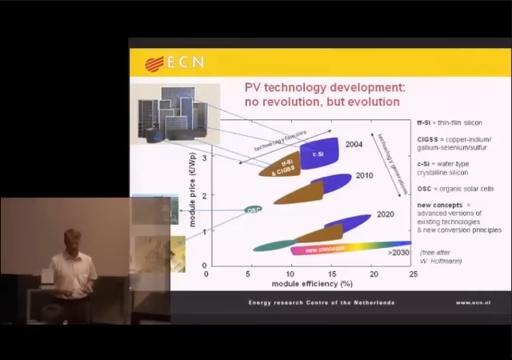 ECN
PV technology development:
no revolution, but evolution
technology families
technology generations
tf-Si = thin-film silicon
CIGSS = copper-indium/
gallium-selenium/sulfur
c-Si = wafer-type
crystalline silicon
OSC = organic solar cells
new concepts =
advanced versions of
existing technologies
& new conversion principles
(free after
W. Hoffmann)
module price (€/Wp)
3
2
1
0
c-Si
tf-Si
& CIGSS
2004
2010
OSC
2020
new concepts
>2030
0
5
10
15
20
25
module efficiency (%)
Energy research Centre of the Netherlands
www.ecn.nl